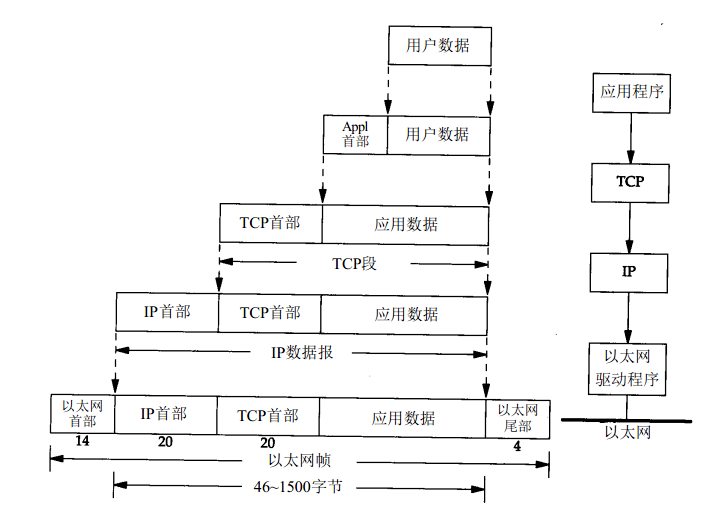 用户数据
Appl
首部
用户数据
TCP首部
应用数据
TCP段
IP首部
TCP首部
应用数据
IP数据报
以太网
首部
IP首部
TCP首部
应用数据
以太网
尾部
14
20
20
4
以太网帧
46~1500字节
应用程序
TCP
IP
以太网
驱动程序
以太网